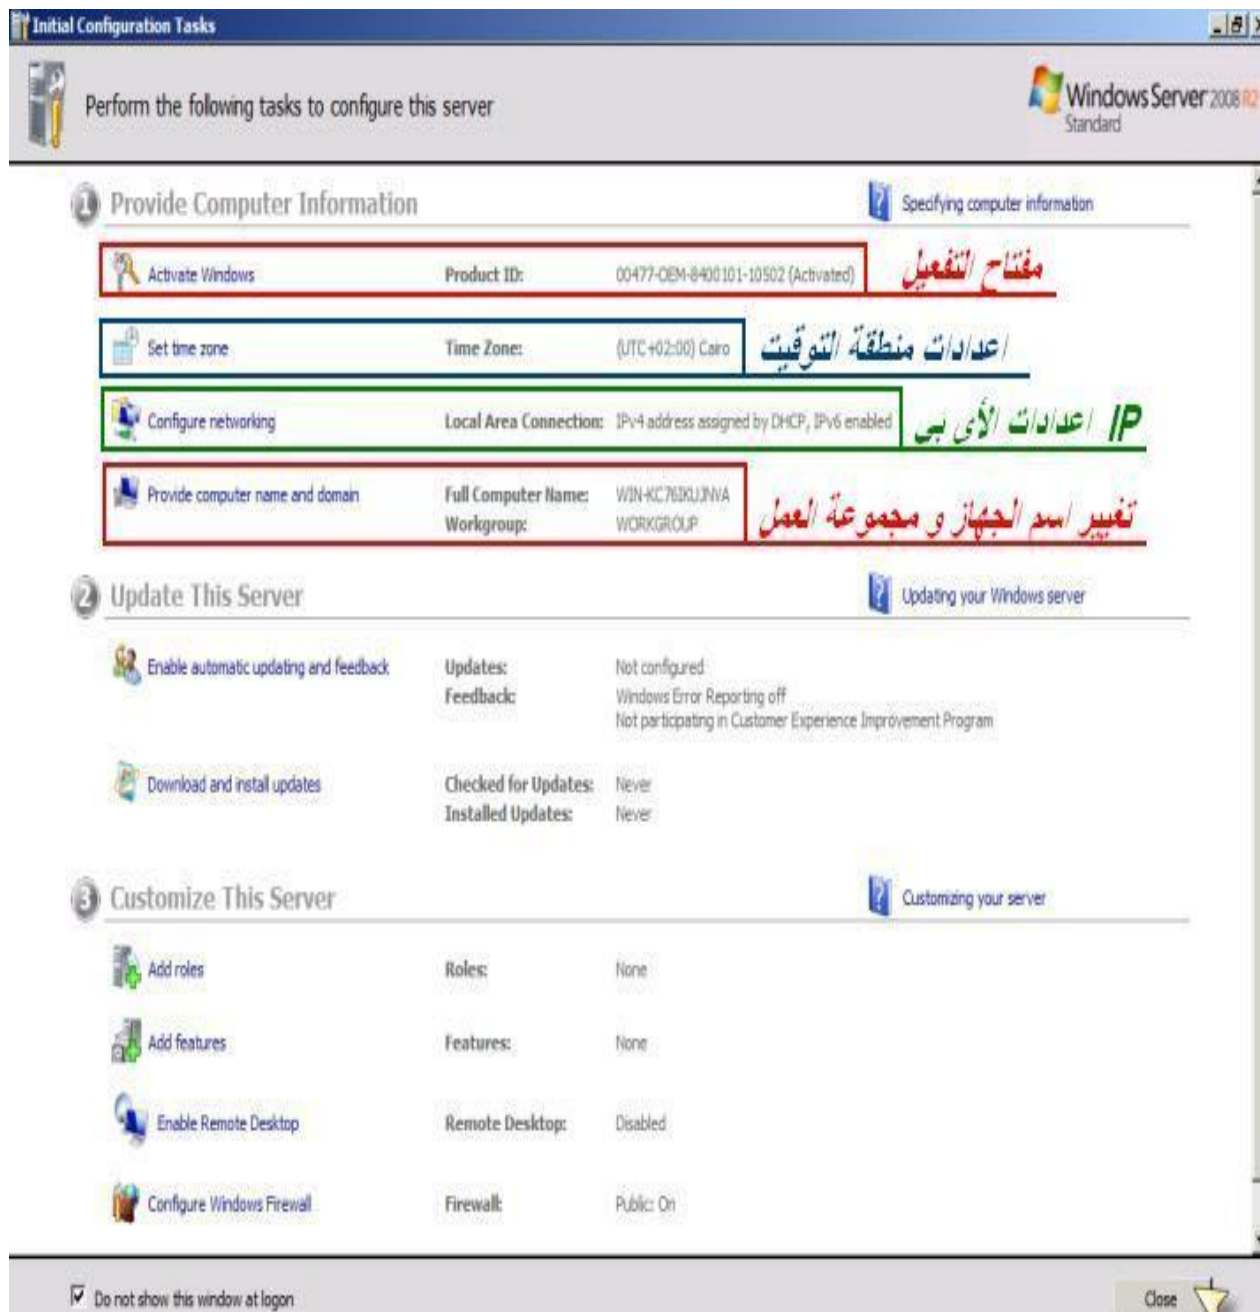 Initial Configuration Tasks
Perform the following tasks to configure this server
Windows Server 2008 R2
Standard
1 Provide Computer Information
Specifying computer information
Activate Windows Product ID: 00477-OEM-8400101-10502 (Activated) مفتاح التفعيل
Set time zone Time Zone: (UTC+02:00) Cairo اعدادات منطقة التوقيت
Configure networking Local Area Connection: IPv4 address assigned by DHCP, IPv6 enabled اعدادات الأى بى IP
Provide computer name and domain Full Computer Name: WIN-KC76IKUJNVA
Workgroup: WORKGROUP تغيير اسم الجهاز و مجموعة العمل
2 Update This Server
Updating your Windows server
Enable automatic updating and feedback Updates: Not configured
Feedback: Windows Error Reporting off
Not participating in Customer Experience Improvement Program
Download and install updates Checked for Updates: Never
Installed Updates: Never
3 Customize This Server
Customizing your server
Add roles Roles: None
Add features Features: None
Enable Remote Desktop Remote Desktop: Disabled
Configure Windows Firewall Firewall: Public: On
Do not show this window at logon
Close